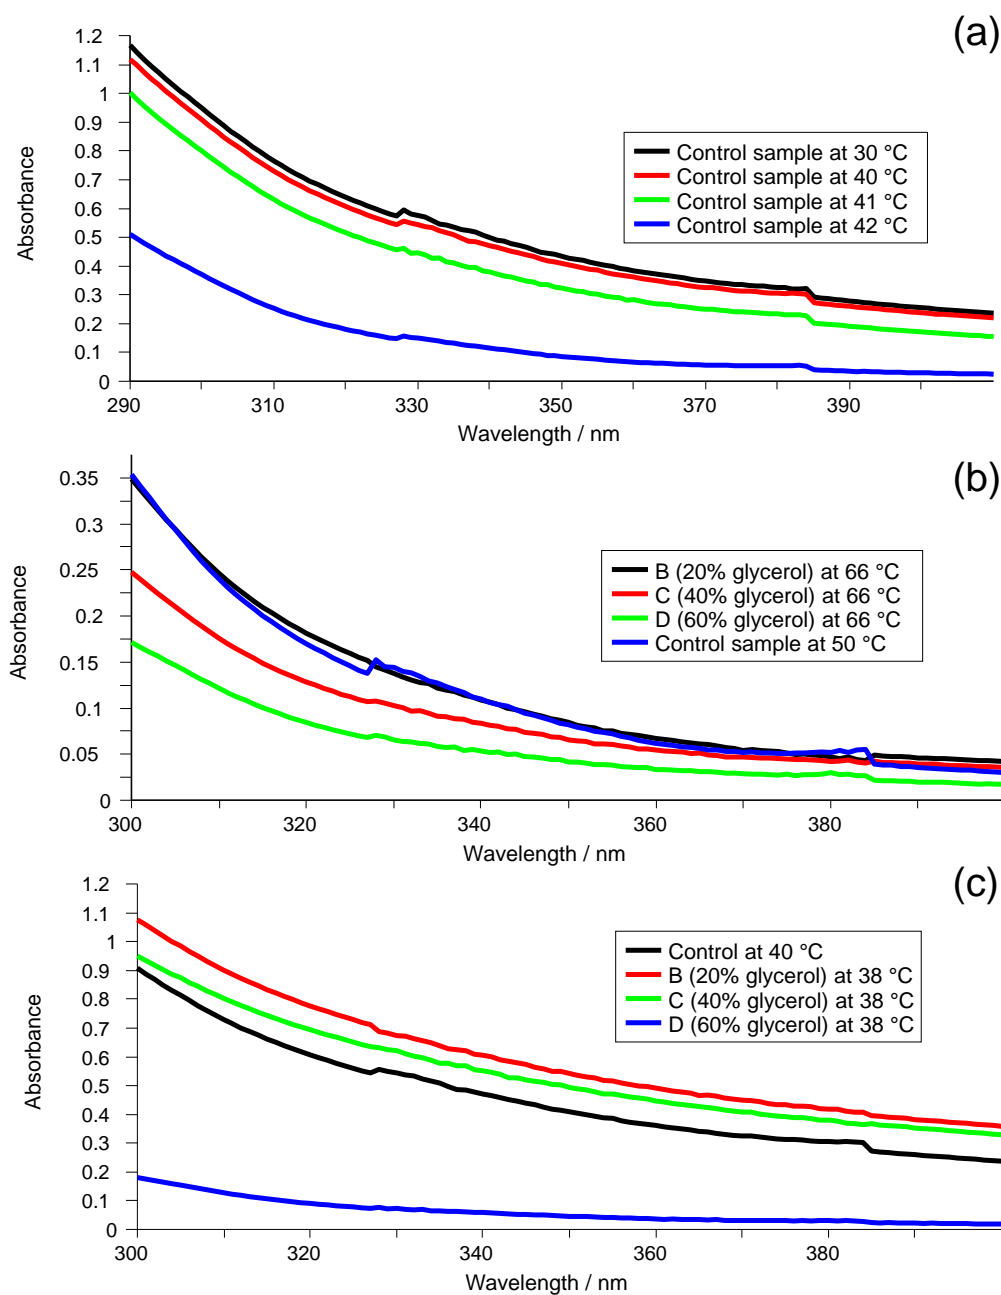 (a)
1.2
1.1
1
0.9
0.8
0.7
0.6
0.5
0.4
0.3
0.2
0.1
0
Absorbance
Control sample at 30 °C
Control sample at 40 °C
Control sample at 41 °C
Control sample at 42 °C
290 310 330 350 370 390
Wavelength / nm
(b)
0.35
0.3
0.25
0.2
0.15
0.1
0.05
0
Absorbance
B (20% glycerol) at 66 °C
C (40% glycerol) at 66 °C
D (60% glycerol) at 66 °C
Control sample at 50 °C
300 320 340 360 380
Wavelength / nm
(c)
1.2
1.1
1
0.9
0.8
0.7
0.6
0.5
0.4
0.3
0.2
0.1
0
Absorbance
Control at 40 °C
B (20% glycerol) at 38 °C
C (40% glycerol) at 38 °C
D (60% glycerol) at 38 °C
300 320 340 360 380
Wavelength / nm